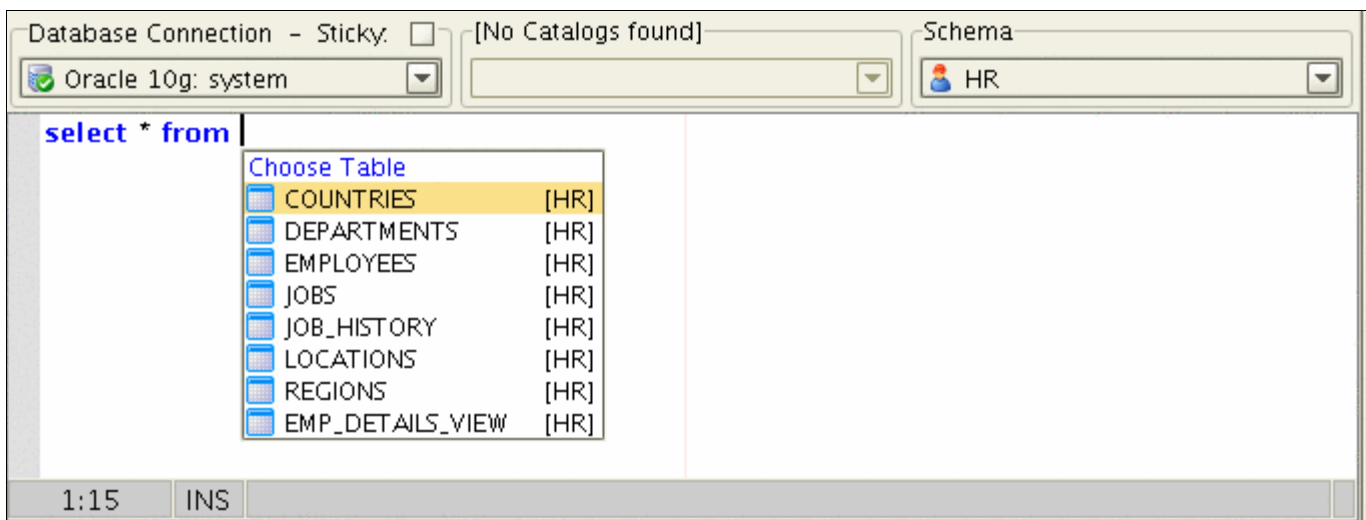 Database Connection - Sticky: [No Catalogs found] Schema
Oracle 10g: system HR
select * from
Choose Table
COUNTRIES [HR]
DEPARTMENTS [HR]
EMPLOYEES [HR]
JOBS [HR]
JOB_HISTORY [HR]
LOCATIONS [HR]
REGIONS [HR]
EMP_DETAILS_VIEW [HR]
1:15 INS